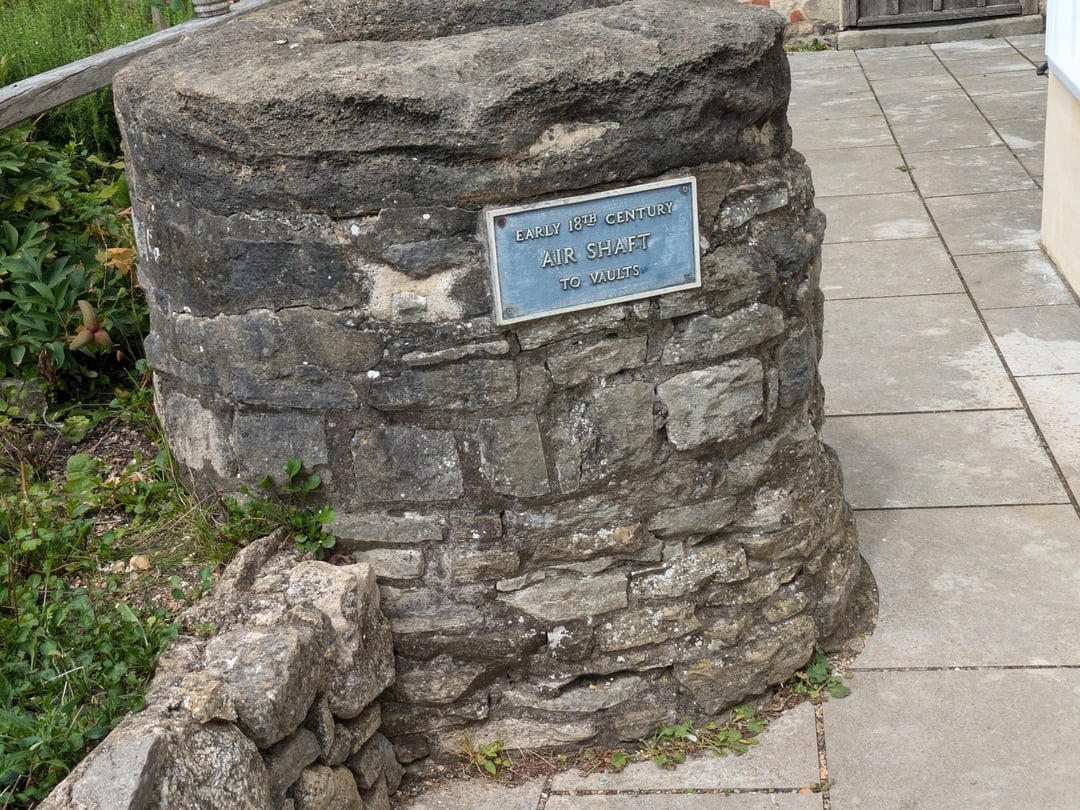 EARLY 18TH CENTURY
AIR SHAFT
TO VAULTS